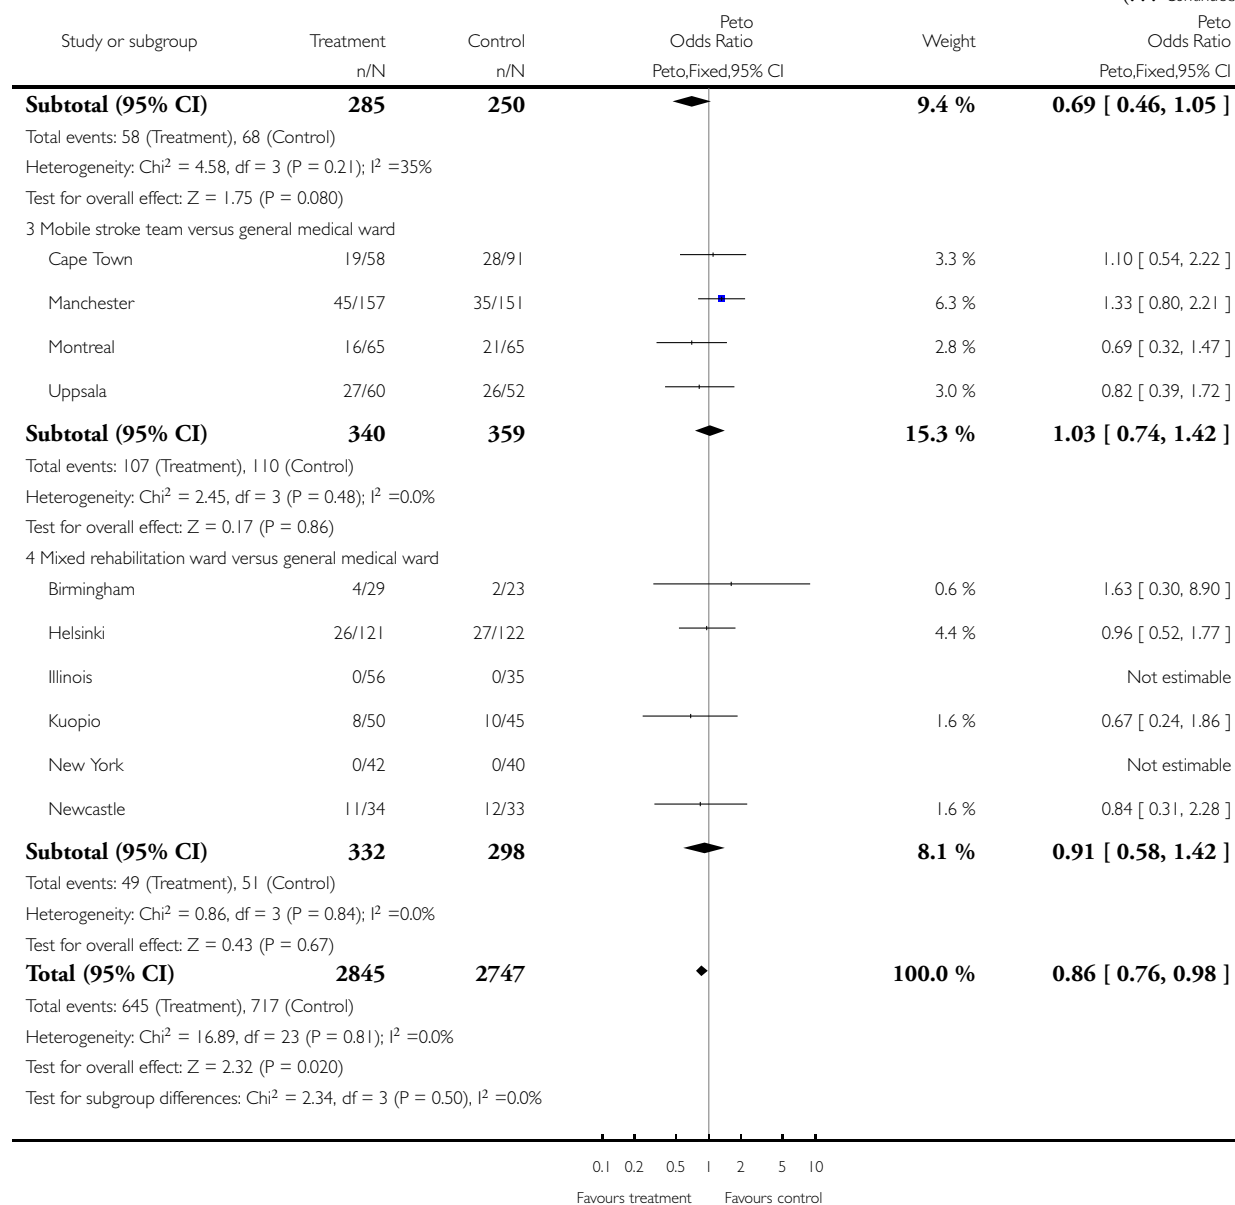 Peto Peto
Study or subgroup Treatment Control Odds Ratio Weight Odds Ratio
n/N n/N Peto,Fixed,95% CI Peto,Fixed,95% CI
Subtotal (95% CI) 285 250 9.4 % 0.69 [ 0.46, 1.05 ]
Total events: 58 (Treatment), 68 (Control)
Heterogeneity: Chi² = 4.58, df = 3 (P = 0.21); I² =35%
Test for overall effect: Z = 1.75 (P = 0.080)
3 Mobile stroke team versus general medical ward
Cape Town 19/58 28/91 3.3 % 1.10 [ 0.54, 2.22 ]
Manchester 45/157 35/151 6.3 % 1.33 [ 0.80, 2.21 ]
Montreal 16/65 21/65 2.8 % 0.69 [ 0.32, 1.47 ]
Uppsala 27/60 26/52 3.0 % 0.82 [ 0.39, 1.72 ]
Subtotal (95% CI) 340 359 15.3 % 1.03 [ 0.74, 1.42 ]
Total events: 107 (Treatment), 110 (Control)
Heterogeneity: Chi² = 2.45, df = 3 (P = 0.48); I² =0.0%
Test for overall effect: Z = 0.17 (P = 0.86)
4 Mixed rehabilitation ward versus general medical ward
Birmingham 4/29 2/23 0.6 % 1.63 [ 0.30, 8.90 ]
Helsinki 26/121 27/122 4.4 % 0.96 [ 0.52, 1.77 ]
Illinois 0/56 0/35 Not estimable
Kuopio 8/50 10/45 1.6 % 0.67 [ 0.24, 1.86 ]
New York 0/42 0/40 Not estimable
Newcastle 11/34 12/33 1.6 % 0.84 [ 0.31, 2.28 ]
Subtotal (95% CI) 332 298 8.1 % 0.91 [ 0.58, 1.42 ]
Total events: 49 (Treatment), 51 (Control)
Heterogeneity: Chi² = 0.86, df = 3 (P = 0.84); I² =0.0%
Test for overall effect: Z = 0.43 (P = 0.67)
Total (95% CI) 2845 2747 100.0 % 0.86 [ 0.76, 0.98 ]
Total events: 645 (Treatment), 717 (Control)
Heterogeneity: Chi² = 16.89, df = 23 (P = 0.81); I² =0.0%
Test for overall effect: Z = 2.32 (P = 0.020)
Test for subgroup differences: Chi² = 2.34, df = 3 (P = 0.50), I² =0.0%
0.1 0.2 0.5 1 2 5 10
Favours treatment Favours control